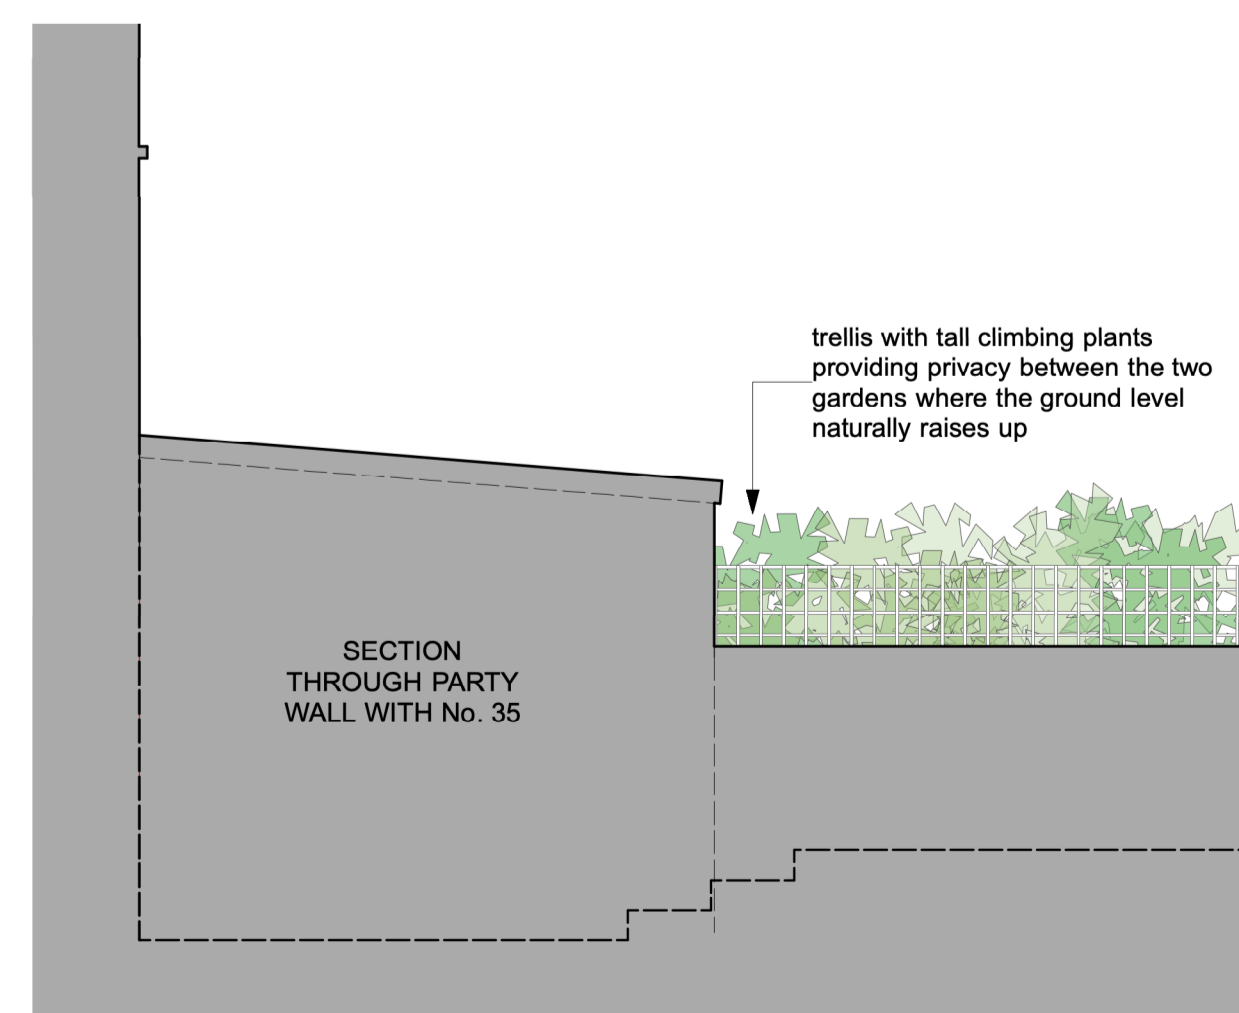 trellis with tall climbing plants
providing privacy between the two
gardens where the ground level
naturally raises up
SECTION
THROUGH PARTY
WALL WITH No. 35